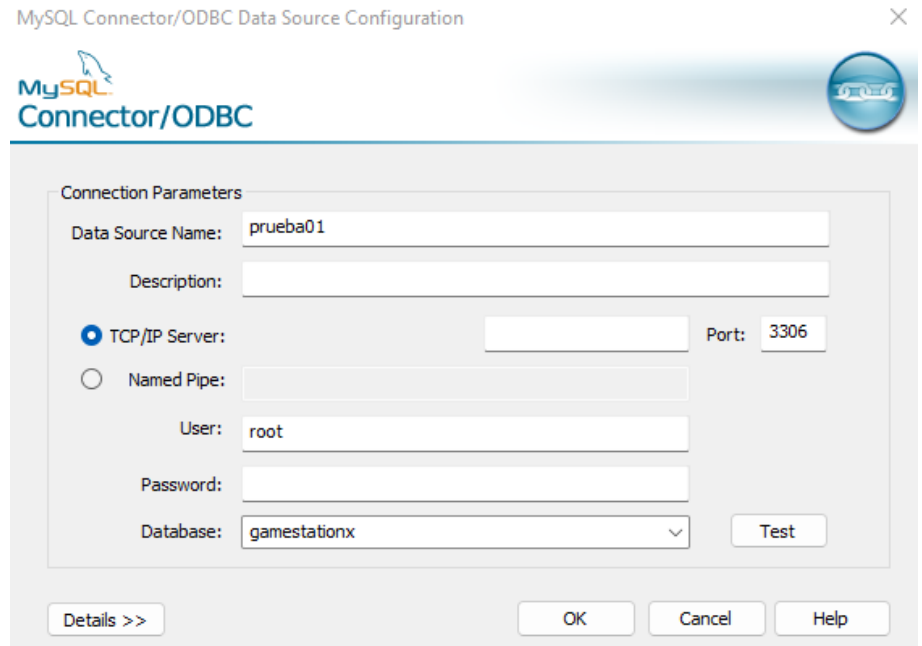 MySQL Connector/ODBC Data Source Configuration
MySQL
Connector/ODBC
Connection Parameters
Data Source Name: prueba01
Description:
TCP/IP Server: Port: 3306
Named Pipe:
User: root
Password:
Database: gamestationx Test
Details >> OK Cancel Help